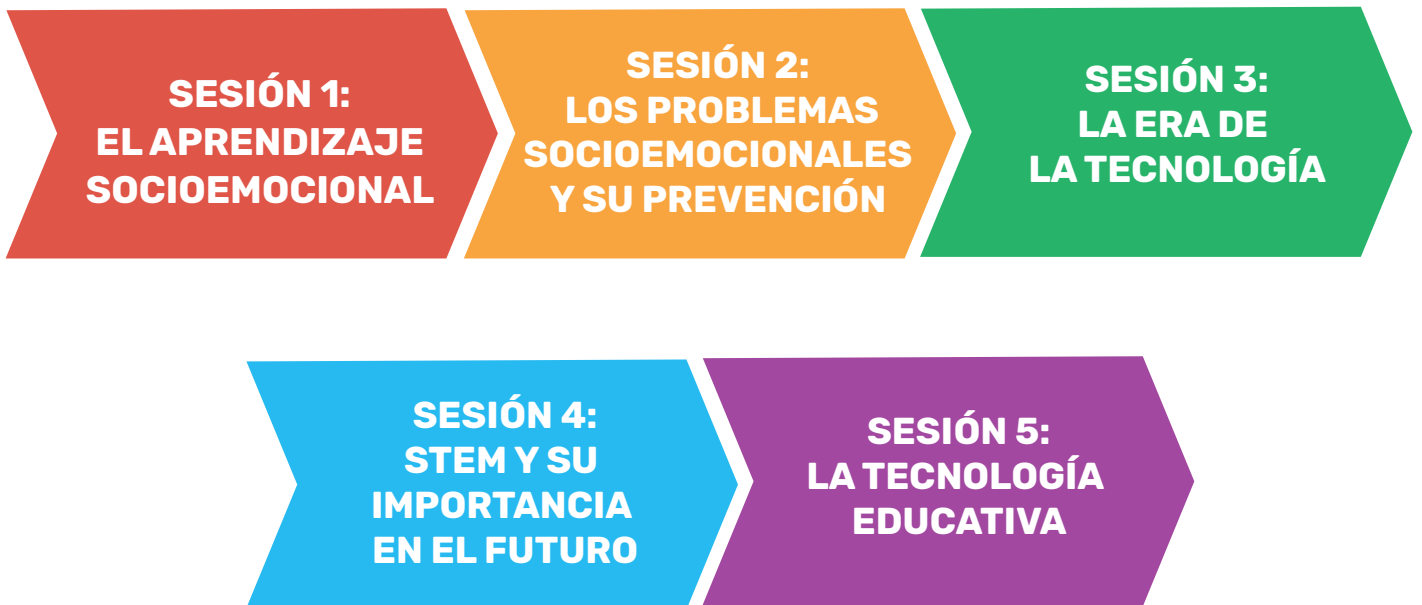 SESIÓN 1:
EL APRENDIZAJE
SOCIOEMOCIONAL
SESIÓN 2:
LOS PROBLEMAS
SOCIOEMOCIONALES
Y SU PREVENCIÓN
SESIÓN 3:
LA ERA DE
LA TECNOLOGÍA
SESIÓN 4:
STEM Y SU
IMPORTANCIA
EN EL FUTURO
SESIÓN 5:
LA TECNOLOGÍA
EDUCATIVA